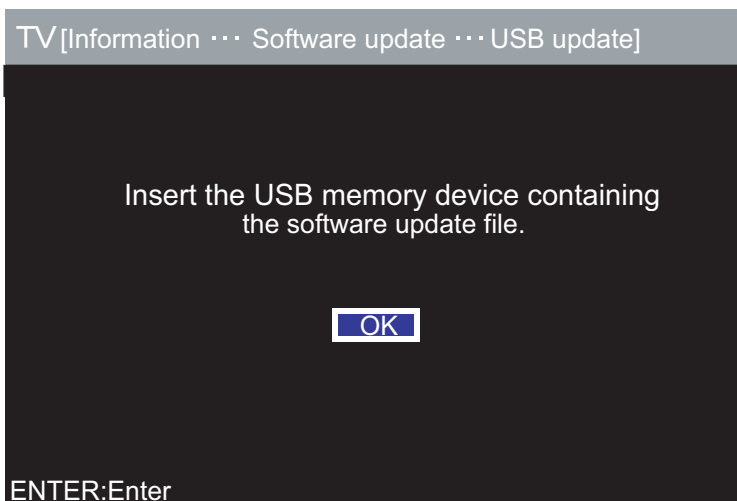 TV[Information ··· Software update ··· USB update]
Insert the USB memory device containing
the software update file.
OK
ENTER:Enter